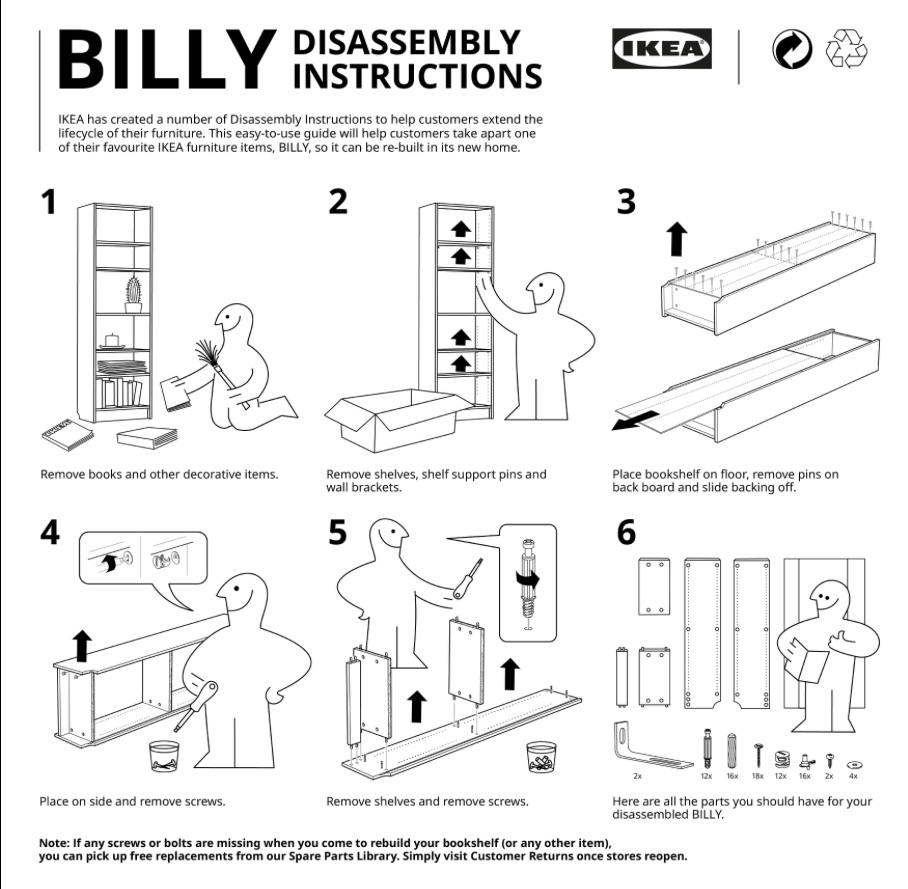 BILLY
DISASSEMBLY
INSTRUCTIONS
IKEA
IKEA has created a number of Disassembly Instructions to help customers extend the
lifecycle of their furniture. This easy-to-use guide will help customers take apart one
of their favourite IKEA furniture items, BILLY, so it can be re-built in its new home.
1
2
3
Remove books and other decorative items.
Remove shelves, shelf support pins and
wall brackets.
Place bookshelf on floor, remove pins on
back board and slide backing off.
4
5
6
2x
12x
16x
18x
12x
16x
2x
4x
Place on side and remove screws.
Remove shelves and remove screws.
Here are all the parts you should have for your
disassembled BILLY.
Note: If any screws or bolts are missing when you come to rebuild your bookshelf (or any other item),
you can pick up free replacements from our Spare Parts Library. Simply visit Customer Returns once stores reopen.